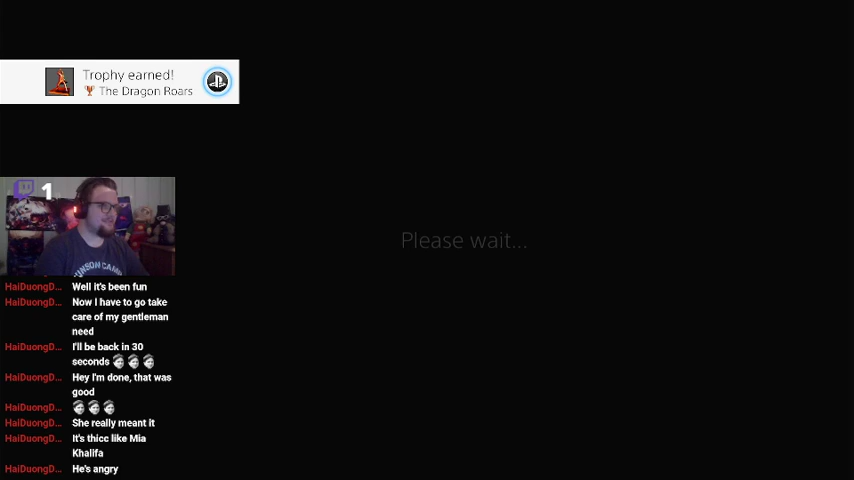 Trophy earned!
The Dragon Roars
1
Please wait...
HaiDuongD... Well it's been fun
HaiDuongD... Now I have to go take
care of my gentleman
need
HaiDuongD... I'll be back in 30
seconds
HaiDuongD... Hey I'm done, that was
good
HaiDuongD...
HaiDuongD... She really meant it
HaiDuongD... It's thicc like Mia
Khalifa
HaiDuongD... He's angry